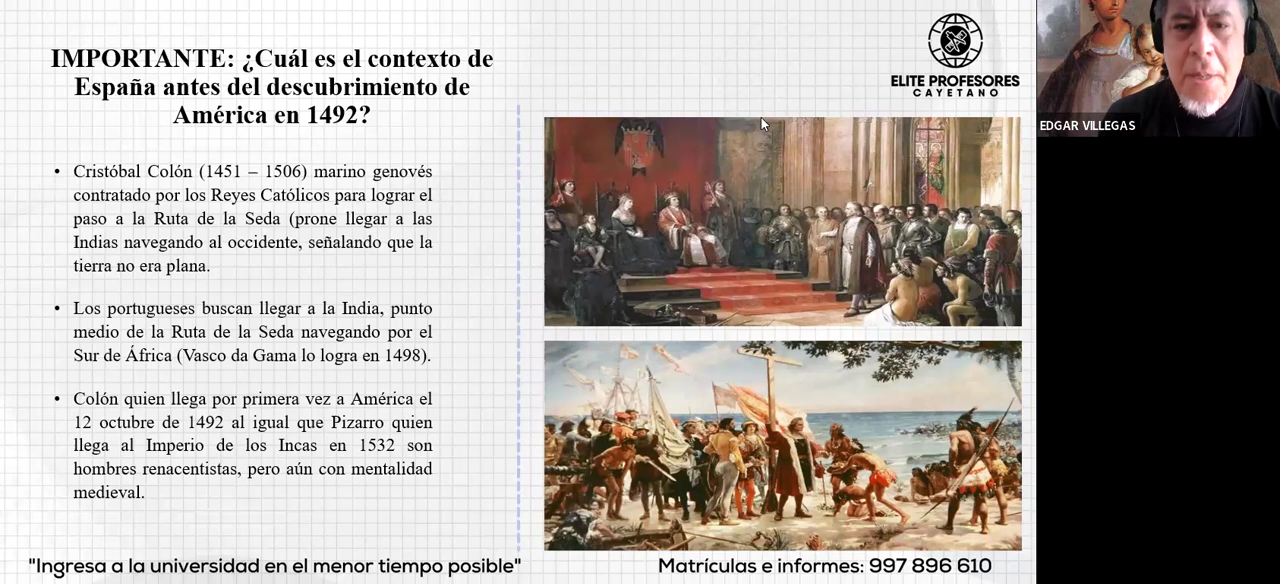 IMPORTANTE: ¿Cuál es el contexto de
España antes del descubrimiento de
América en 1492?
• Cristóbal Colón (1451 – 1506) marino genovés
contratado por los Reyes Católicos para lograr el
paso a la Ruta de la Seda (prone llegar a las
Indias navegando al occidente, señalando que la
tierra no era plana.
• Los portugueses buscan llegar a la India, punto
medio de la Ruta de la Seda navegando por el
Sur de África (Vasco da Gama lo logra en 1498).
• Colón quien llega por primera vez a América el
12 octubre de 1492 al igual que Pizarro quien
llega al Imperio de los Incas en 1532 son
hombres renacentistas, pero aún con mentalidad
medieval.
"Ingresa a la universidad en el menor tiempo posible"
ELITE PROFESORES
CAYETANO
Matrículas e informes: 997 896 610
EDGAR VILLEGAS